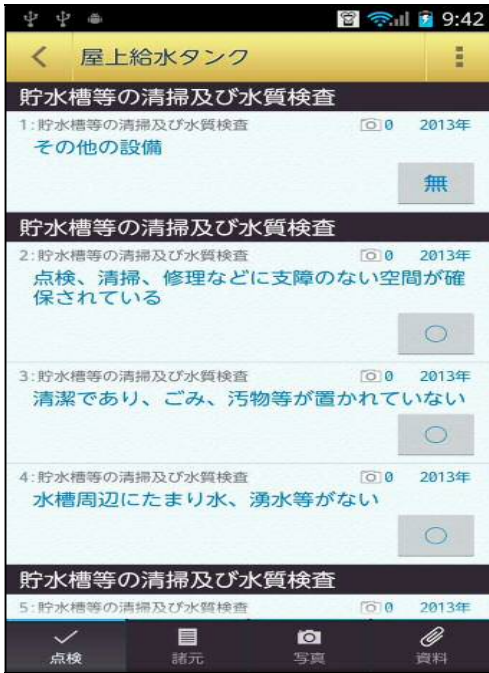 9:42
屋上給水タンク
貯水槽等の清掃及び水質検査
1:貯水槽等の清掃及び水質検査 0 2013年
その他の設備
無
貯水槽等の清掃及び水質検査
2:貯水槽等の清掃及び水質検査 0 2013年
点検、清掃、修理などに支障のない空間が確
保されている
○
3:貯水槽等の清掃及び水質検査 0 2013年
清潔であり、ごみ、汚物等が置かれていない
○
4:貯水槽等の清掃及び水質検査 0 2013年
水槽周辺にたまり水、湧水等がない
○
貯水槽等の清掃及び水質検査
5:貯水槽等の清掃及び水質検査 0 2013年
点検 諸元 写真 資料